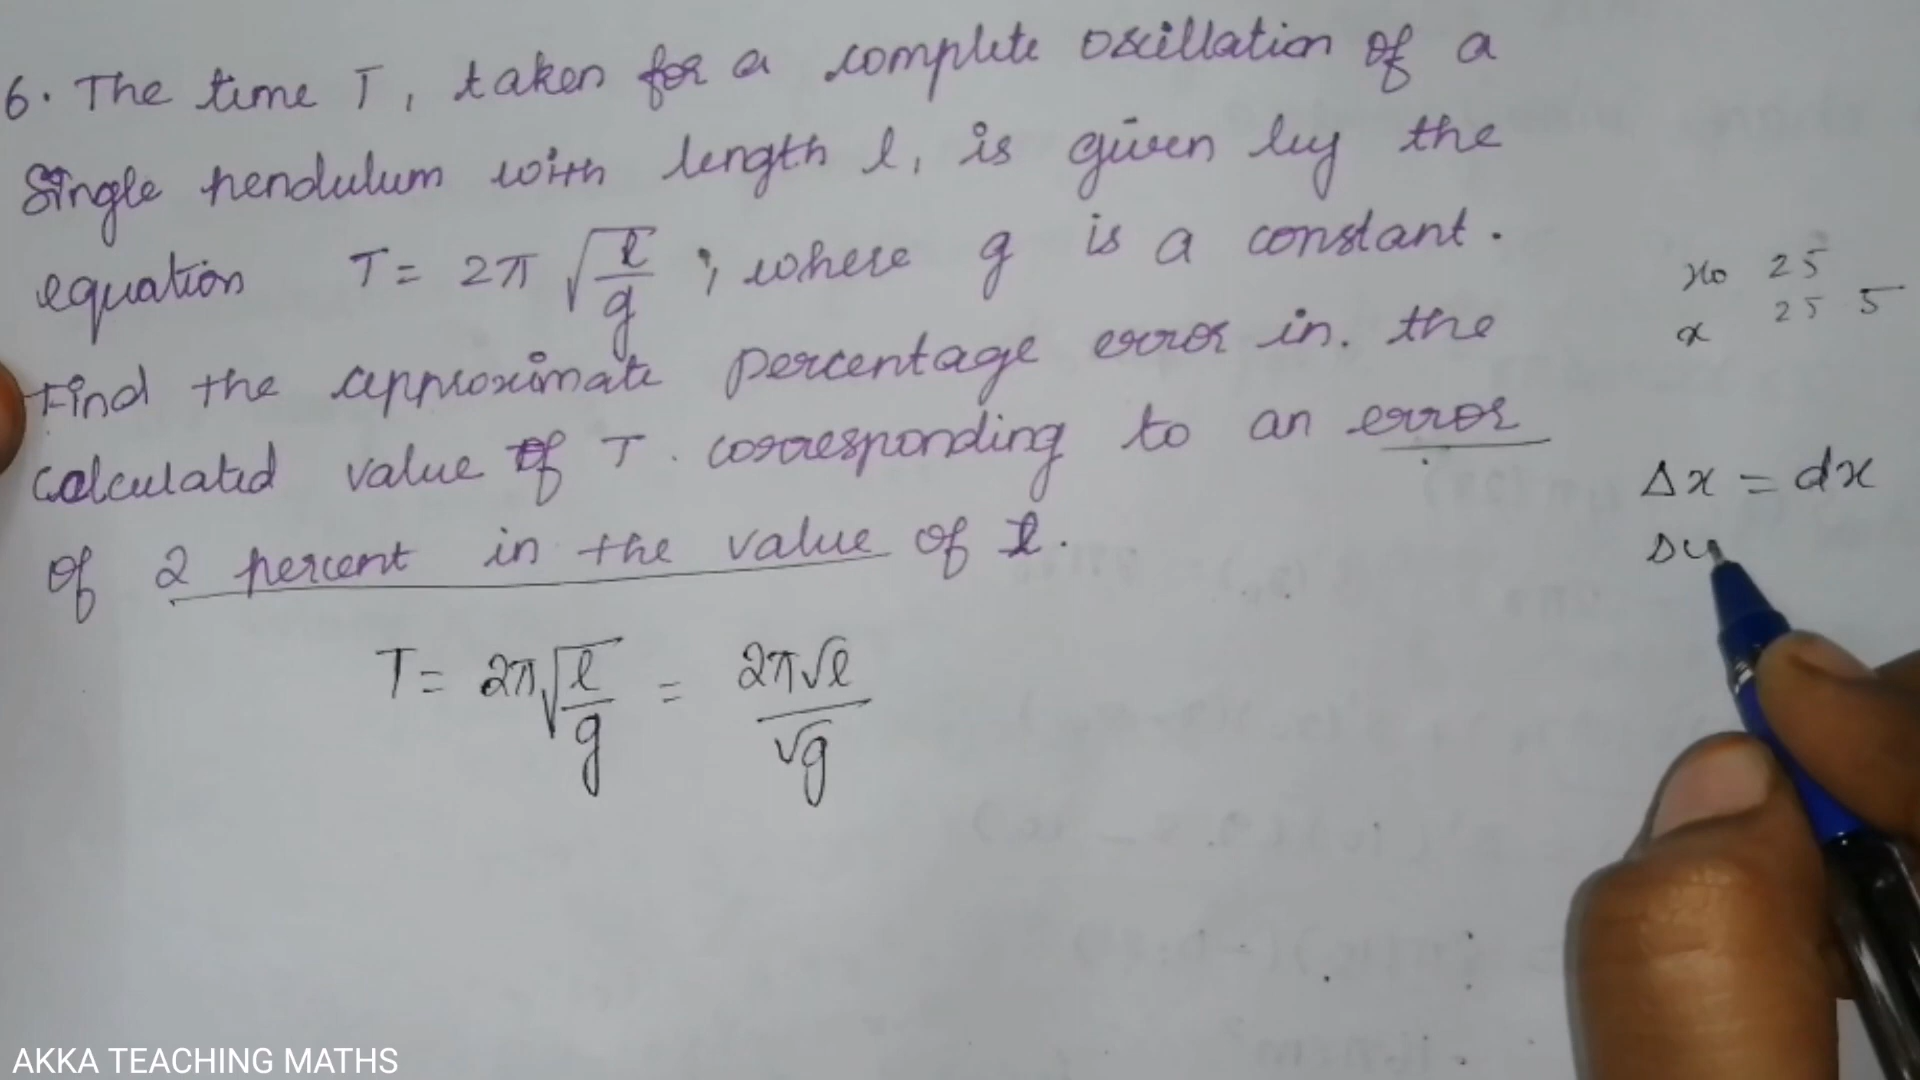 6. The time T, taken for a complete oscillation of a
Single pendulum with length l, is given by the
equation T = 2π √l/g ; where g is a constant.
Find the approximate percentage error in. the
calculated value of T. corresponding to an error
of 2 percent in the value of l.
x0 25
x 25 5
Δx = dx
T = 2π√l/g = 2π√l/√g
AKKA TEACHING MATHS